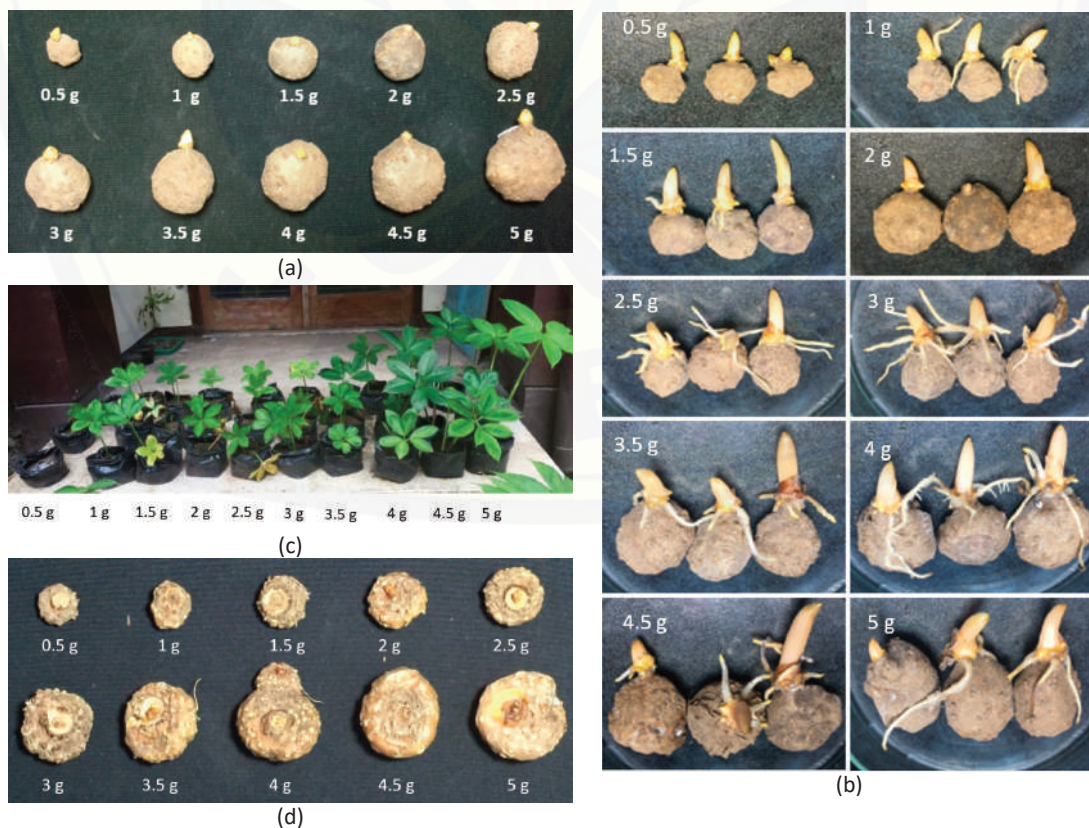 0.5 g 1 g 1.5 g 2 g 2.5 g
3 g 3.5 g 4 g 4.5 g 5 g
(a)
0.5 g 1 g
1.5 g 2 g
2.5 g 3 g
3.5 g 4 g
4.5 g 5 g
(b)
0.5 g 1 g 1.5 g 2 g 2.5 g 3 g 3.5 g 4 g 4.5 g 5 g
(c)
0.5 g 1 g 1.5 g 2 g 2.5 g
3 g 3.5 g 4 g 4.5 g 5 g
(d)